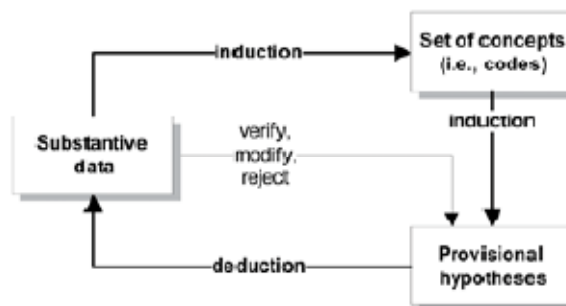 induction
Set of concepts
(i.e., codes)
induction
Substantive
data
verify,
modify,
reject
Provisional
hypotheses
deduction